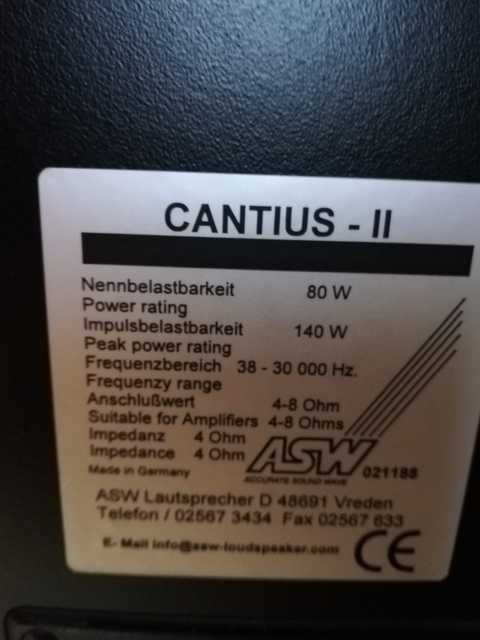 CANTIUS - II
Nennbelastbarkeit 80 W
Power rating
Impulsbelastbarkeit 140 W
Peak power rating
Frequenzbereich 38 - 30 000 Hz.
Frequenzy range
Anschlußwert 4-8 Ohm
Suitable for Amplifiers 4-8 Ohms
Impedanz 4 Ohm
Impedance 4 Ohm
ASW
ACCURATE SOUND WAVE
021188
Made in Germany
ASW Lautsprecher D 48691 Vreden
Telefon / 02567 3434 Fax 02567 633
E- Mail info@asw-loudspeaker.com
CE